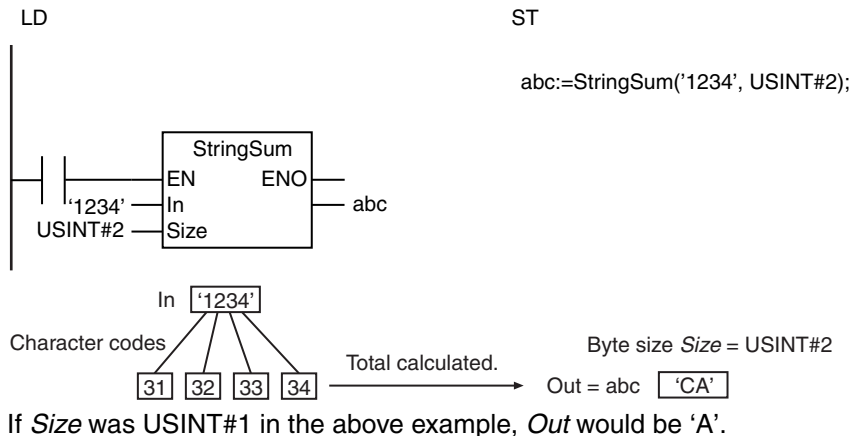 LD ST
abc:=StringSum('1234', USINT#2);
StringSum
EN ENO
'1234' In abc
USINT#2 Size
In '1234'
Character codes
Total calculated.
Byte size Size = USINT#2
31 32 33 34
Out = abc 'CA'
If Size was USINT#1 in the above example, Out would be 'A'.